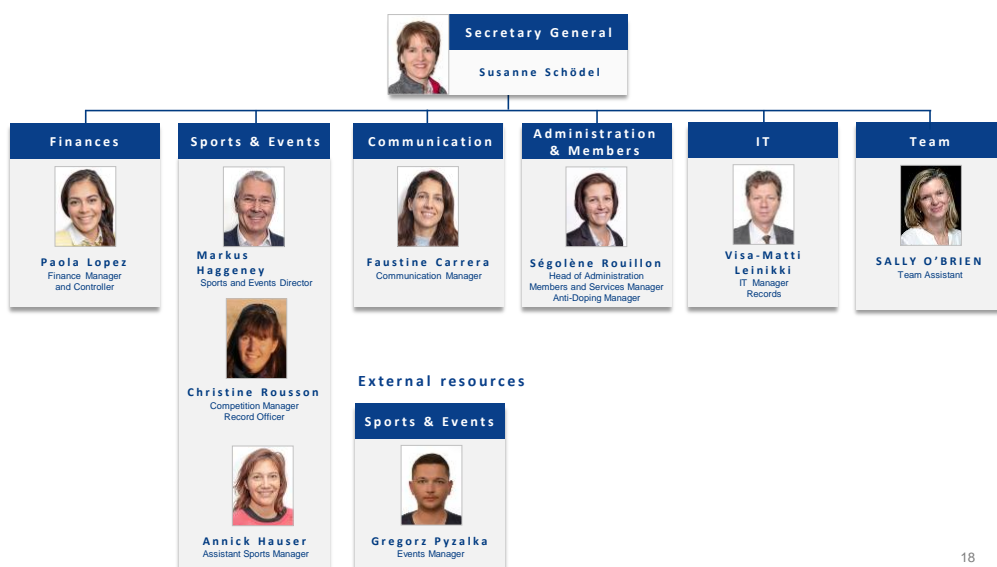 Secretary General
Susanne Schödel
Finances
Paola Lopez
Finance Manager
and Controller
Sports & Events
Markus
Haggeney
Sports and Events Director
Christine Rousson
Competition Manager
Record Officer
Annick Hauser
Assistant Sports Manager
Communication
Faustine Carrera
Communication Manager
Administration
& Members
Ségolène Rouillon
Head of Administration
Members and Services Manager
Anti-Doping Manager
IT
Visa-Matti
Leinikki
IT Manager
Records
Team
SALLY O'BRIEN
Team Assistant
External resources
Sports & Events
Gregorz Pyzalka
Events Manager
18